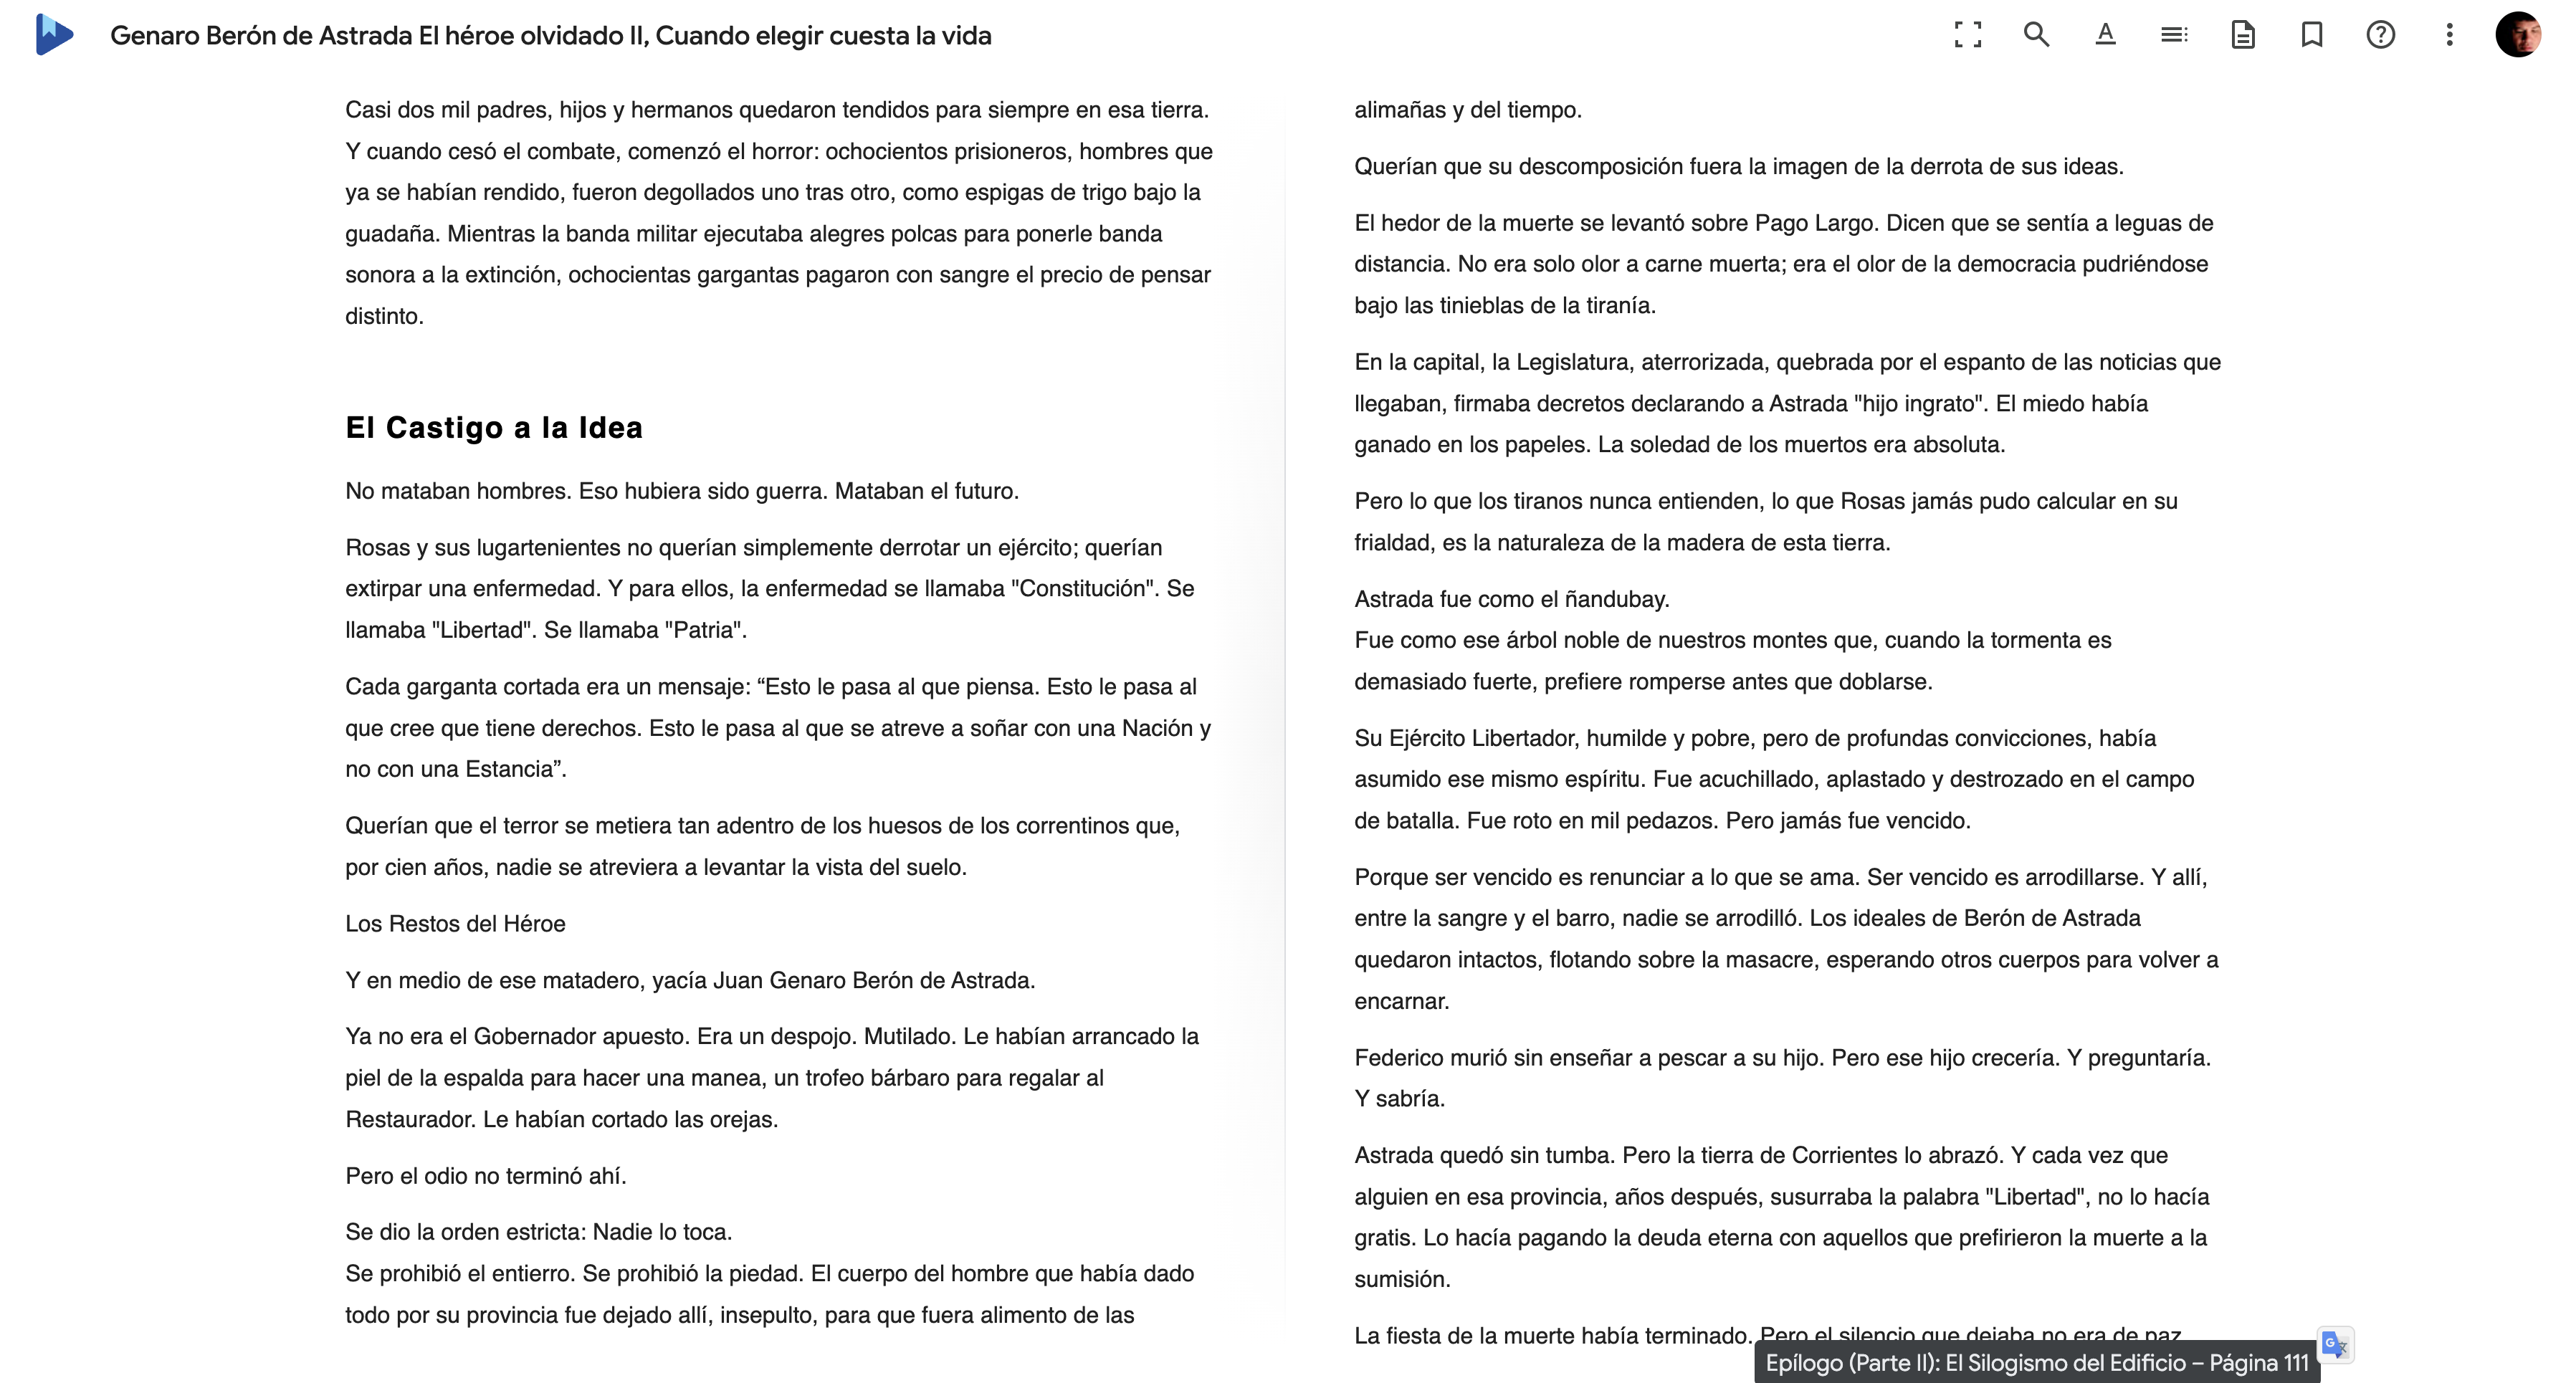 Genaro Berón de Astrada El héroe olvidado II, Cuando elegir cuesta la vida
Casi dos mil padres, hijos y hermanos quedaron tendidos para siempre en esa tierra.
Y cuando cesó el combate, comenzó el horror: ochocientos prisioneros, hombres que
ya se habían rendido, fueron degollados uno tras otro, como espigas de trigo bajo la
guadaña. Mientras la banda militar ejecutaba alegres polcas para ponerle banda
sonora a la extinción, ochocientas gargantas pagaron con sangre el precio de pensar
distinto.
El Castigo a la Idea
No mataban hombres. Eso hubiera sido guerra. Mataban el futuro.
Rosas y sus lugartenientes no querían simplemente derrotar un ejército; querían
extirpar una enfermedad. Y para ellos, la enfermedad se llamaba "Constitución". Se
llamaba "Libertad". Se llamaba "Patria".
Cada garganta cortada era un mensaje: “Esto le pasa al que piensa. Esto le pasa al
que cree que tiene derechos. Esto le pasa al que se atreve a soñar con una Nación y
no con una Estancia”.
Querían que el terror se metiera tan adentro de los huesos de los correntinos que,
por cien años, nadie se atreviera a levantar la vista del suelo.
Los Restos del Héroe
Y en medio de ese matadero, yacía Juan Genaro Berón de Astrada.
Ya no era el Gobernador apuesto. Era un despojo. Mutilado. Le habían arrancado la
piel de la espalda para hacer una manea, un trofeo bárbaro para regalar al
Restaurador. Le habían cortado las orejas.
Pero el odio no terminó ahí.
Se dio la orden estricta: Nadie lo toca.
Se prohibió el entierro. Se prohibió la piedad. El cuerpo del hombre que había dado
todo por su provincia fue dejado allí, insepulto, para que fuera alimento de las
alimañas y del tiempo.
Querían que su descomposición fuera la imagen de la derrota de sus ideas.
El hedor de la muerte se levantó sobre Pago Largo. Dicen que se sentía a leguas de
distancia. No era solo olor a carne muerta; era el olor de la democracia pudriéndose
bajo las tinieblas de la tiranía.
En la capital, la Legislatura, aterrorizada, quebrada por el espanto de las noticias que
llegaban, firmaba decretos declarando a Astrada "hijo ingrato". El miedo había
ganado en los papeles. La soledad de los muertos era absoluta.
Pero lo que los tiranos nunca entienden, lo que Rosas jamás pudo calcular en su
frialdad, es la naturaleza de la madera de esta tierra.
Astrada fue como el ñandubay.
Fue como ese árbol noble de nuestros montes que, cuando la tormenta es
demasiado fuerte, prefiere romperse antes que doblarse.
Su Ejército Libertador, humilde y pobre, pero de profundas convicciones, había
asumido ese mismo espíritu. Fue acuchillado, aplastado y destrozado en el campo
de batalla. Fue roto en mil pedazos. Pero jamás fue vencido.
Porque ser vencido es renunciar a lo que se ama. Ser vencido es arrodillarse. Y allí,
entre la sangre y el barro, nadie se arrodilló. Los ideales de Berón de Astrada
quedaron intactos, flotando sobre la masacre, esperando otros cuerpos para volver a
encarnar.
Federico murió sin enseñar a pescar a su hijo. Pero ese hijo crecería. Y preguntaría.
Y sabría.
Astrada quedó sin tumba. Pero la tierra de Corrientes lo abrazó. Y cada vez que
alguien en esa provincia, años después, susurraba la palabra "Libertad", no lo hacía
gratis. Lo hacía pagando la deuda eterna con aquellos que prefirieron la muerte a la
sumisión.
La fiesta de la muerte había terminado. Pero el silencio que dejaba no era de paz
Epílogo (Parte II): El Silogismo del Edificio – Página 111